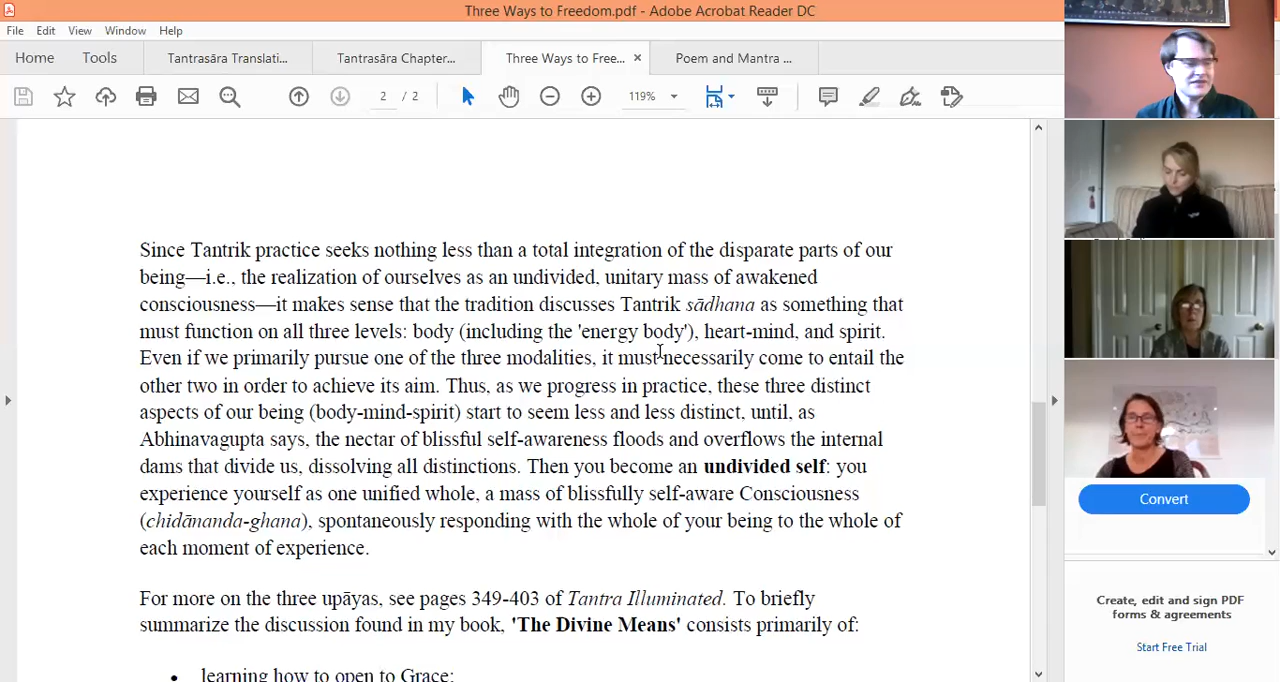 Three Ways to Freedom.pdf - Adobe Acrobat Reader DC
File Edit View Window Help
Home Tools Tantrasāra Translati... Tantrasāra Chapter... Three Ways to Free... × Poem and Mantra ...
2 / 2 119%
Since Tantrik practice seeks nothing less than a total integration of the disparate parts of our
being—i.e., the realization of ourselves as an undivided, unitary mass of awakened
consciousness—it makes sense that the tradition discusses Tantrik sādhana as something that
must function on all three levels: body (including the 'energy body'), heart-mind, and spirit.
Even if we primarily pursue one of the three modalities, it must necessarily come to entail the
other two in order to achieve its aim. Thus, as we progress in practice, these three distinct
aspects of our being (body-mind-spirit) start to seem less and less distinct, until, as
Abhinavagupta says, the nectar of blissful self-awareness floods and overflows the internal
dams that divide us, dissolving all distinctions. Then you become an undivided self: you
experience yourself as one unified whole, a mass of blissfully self-aware Consciousness
(chidānanda-ghana), spontaneously responding with the whole of your being to the whole of
each moment of experience.
For more on the three upāyas, see pages 349-403 of Tantra Illuminated. To briefly
summarize the discussion found in my book, 'The Divine Means' consists primarily of:
• learning how to open to Grace;
Convert
Create, edit and sign PDF
forms & agreements
Start Free Trial